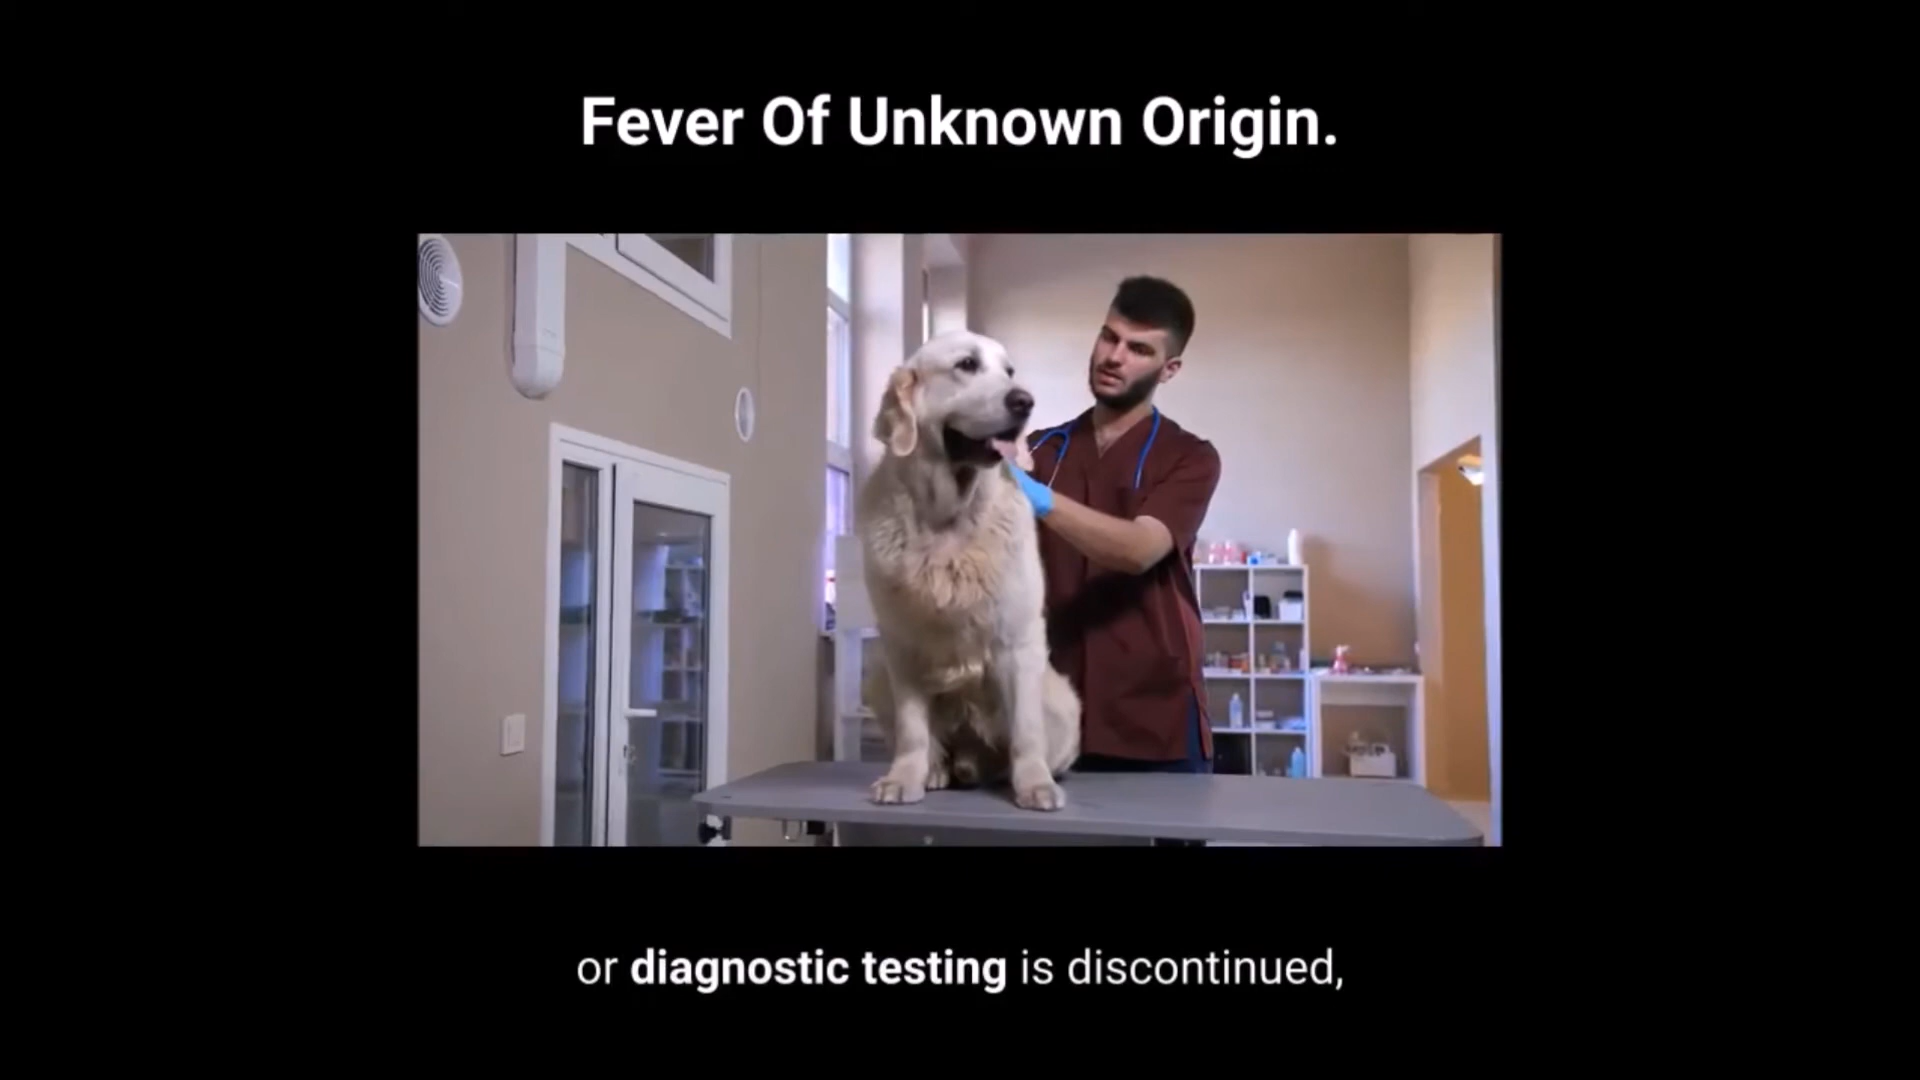 Fever Of Unknown Origin.
or diagnostic testing is discontinued,